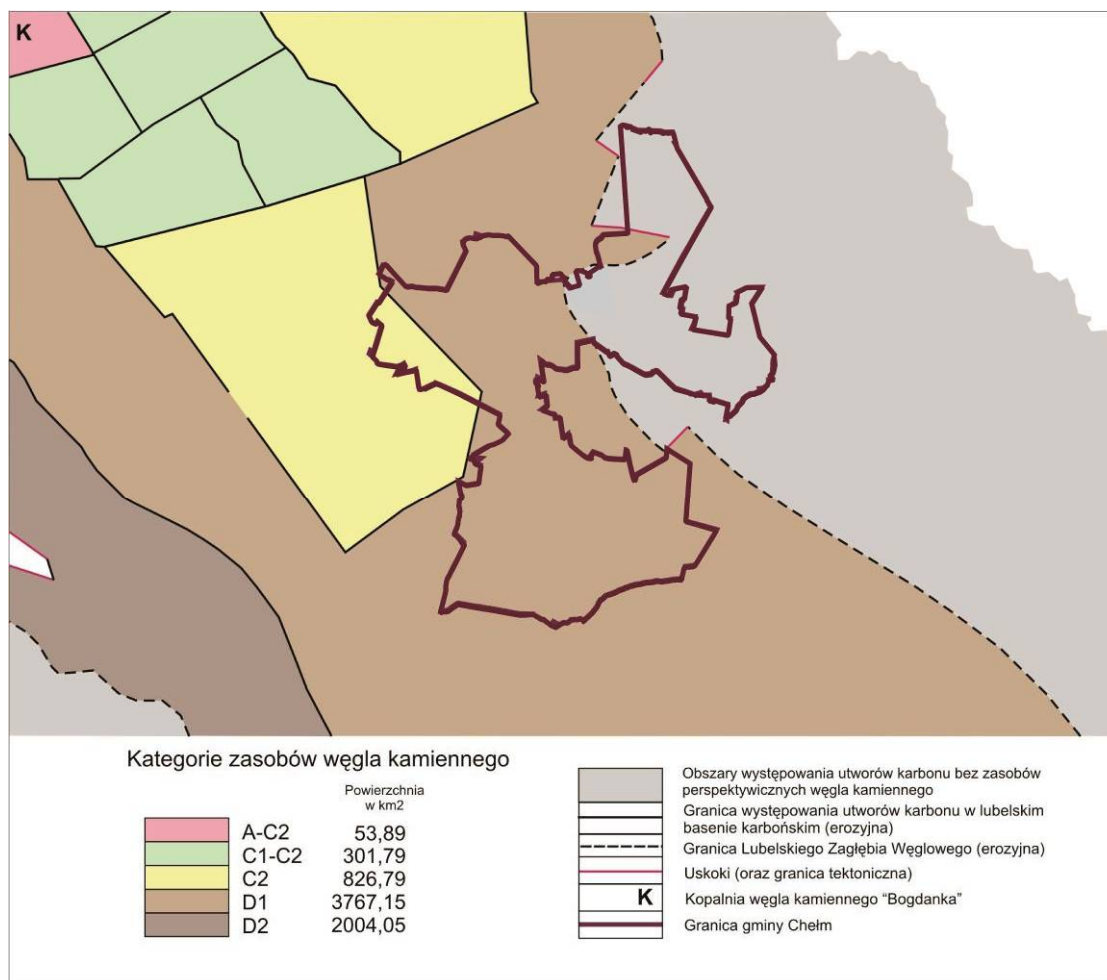 K
Kategorie zasobów węgla kamiennego
Powierzchnia
w km2
A-C2 53,89
C1-C2 301,79
C2 826,79
D1 3767,15
D2 2004,05
Obszary występowania utworów karbonu bez zasobów
perspektywicznych węgla kamiennego
Granica występowania utworów karbonu w lubelskim
basenie karbońskim (erozyjna)
Granica Lubelskiego Zagłębia Węglowego (erozyjna)
Uskoki (oraz granica tektoniczna)
K Kopalnia węgla kamiennego "Bogdanka"
Granica gminy Chełm